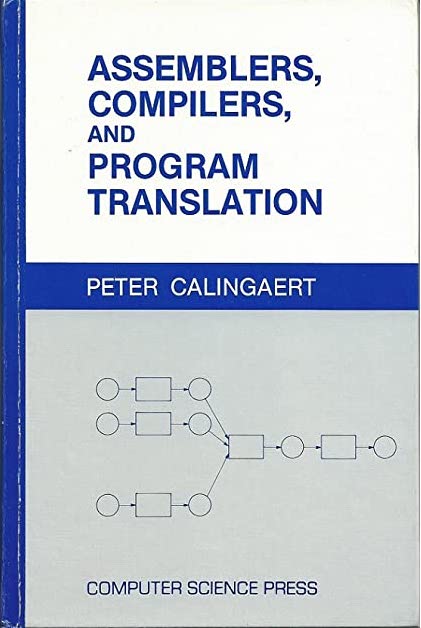 ASSEMBLERS,
COMPILERS,
AND
PROGRAM
TRANSLATION
PETER CALINGAERT
COMPUTER SCIENCE PRESS